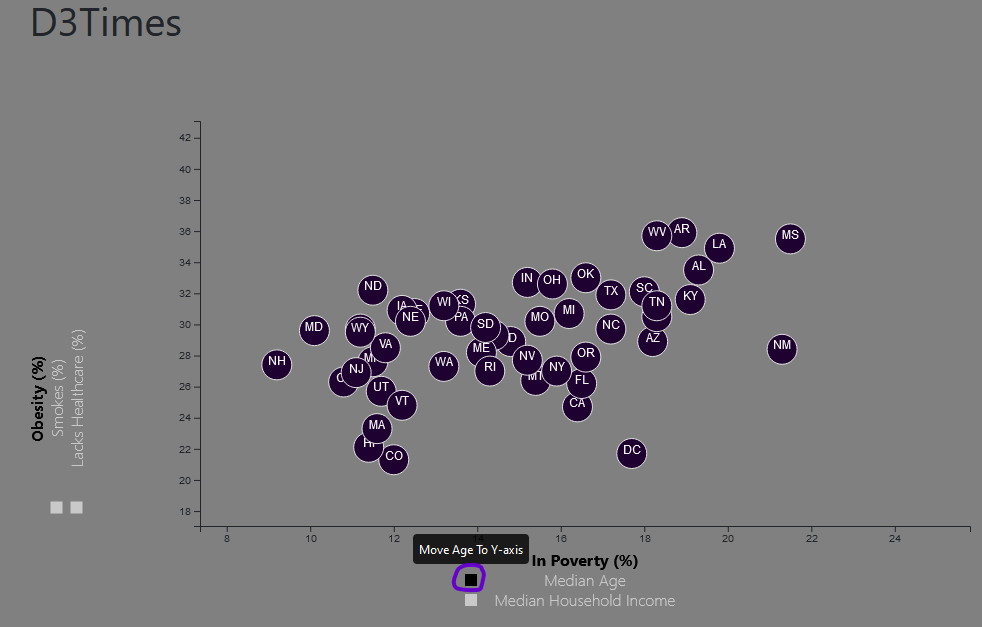 D3Times
42
40
38
36
34
32
30
28
26
24
22
20
18
Obesity (%)
Smokes (%)
Lacks Healthcare (%)
WV AR
LA MS
AL
IN OH OK
ND TX SC
TN KY
WI KS
IA NE PA SD MO MI
MD WY NC
VA AZ
ME NM
NH WA NV OR
NJ RI NY
UT FL
VT CA
MA
CO DC
8 10 12 14 16 18 20 22 24
Move Age To Y-axis
In Poverty (%)
Median Age
Median Household Income